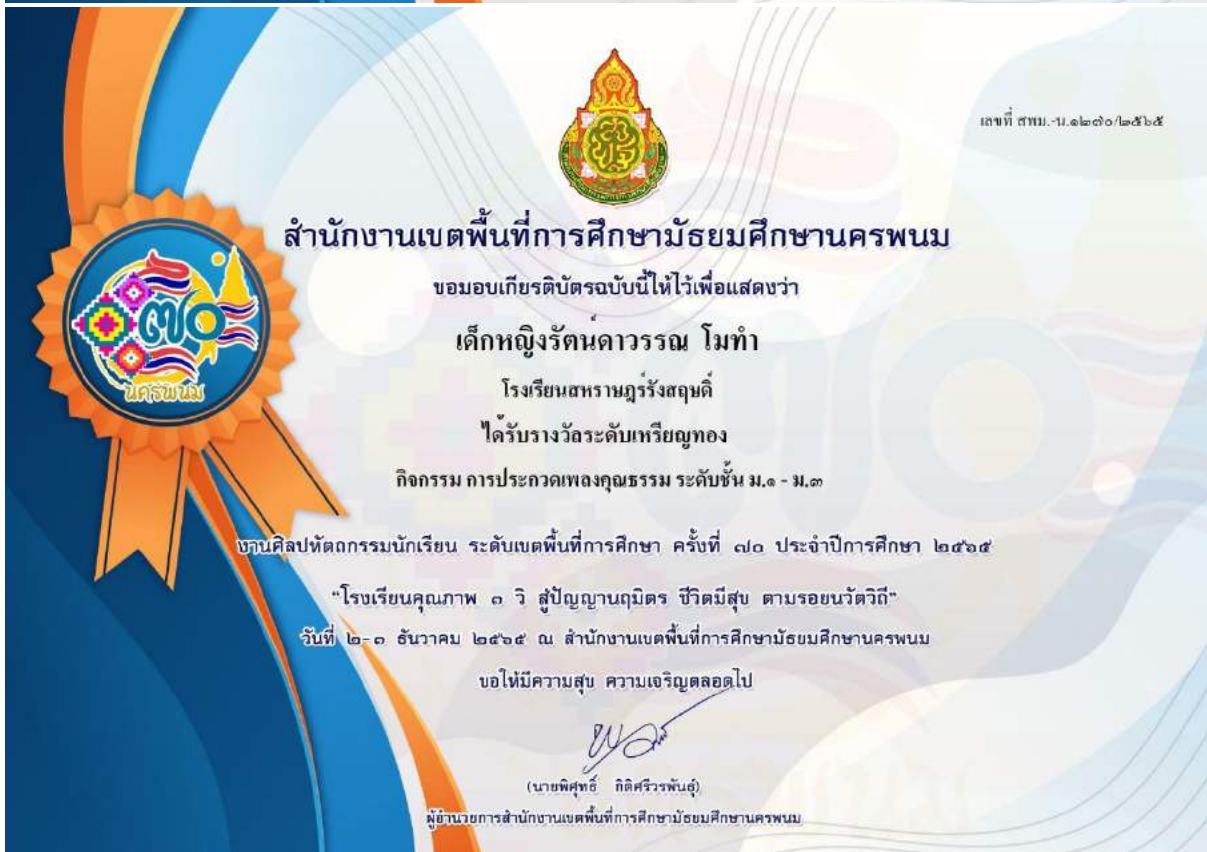 เลขที่ สพม.-น.๑๒๗๐/๒๕๖๕
สำนักงานเขตพื้นที่การศึกษามัธยมศึกษานครพนม
ขอมอบเกียรติบัตรฉบับนี้ให้ไว้เพื่อแสดงว่า
เด็กหญิงรัตน์ดาวรรณ โมทำ
โรงเรียนสหราษฎร์รังสฤษดิ์
ได้รับรางวัลระดับเหรียญทอง
กิจกรรม การประกวดเพลงคุณธรรม ระดับชั้น ม.๑ - ม.๓
๗๐
นครพนม
งานศิลปหัตถกรรมนักเรียน ระดับเขตพื้นที่การศึกษา ครั้งที่ ๗๐ ประจำปีการศึกษา ๒๕๖๕
“โรงเรียนคุณภาพ ๓ วิ สู่ปัญญานฤมิตร ชีวิตมีสุข ตามรอยนวัตวิถี”
วันที่ ๒-๓ ธันวาคม ๒๕๖๕ ณ สำนักงานเขตพื้นที่การศึกษามัธยมศึกษานครพนม
ขอให้มีความสุข ความเจริญตลอดไป
(นายพิศุทธิ์ กิติศรีวรพันธุ์)
ผู้อำนวยการสำนักงานเขตพื้นที่การศึกษามัธยมศึกษานครพนม